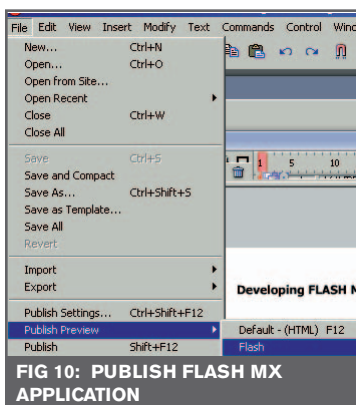 File Edit View Insert Modify Text Commands Control
New... Ctrl+N
Open... Ctrl+O
Open from Site...
Open Recent
Close Ctrl+W
Close All
Save Ctrl+S
Save and Compact
Save As... Ctrl+Shift+S
Save as Template...
Save All
Revert
Import
Export
Publish Settings... Ctrl+Shift+F12
Publish Preview
Publish Shift+F12
1 5 10
Developing FLASH
Default - (HTML) F12
Flash
FIG 10: PUBLISH FLASH MX
APPLICATION